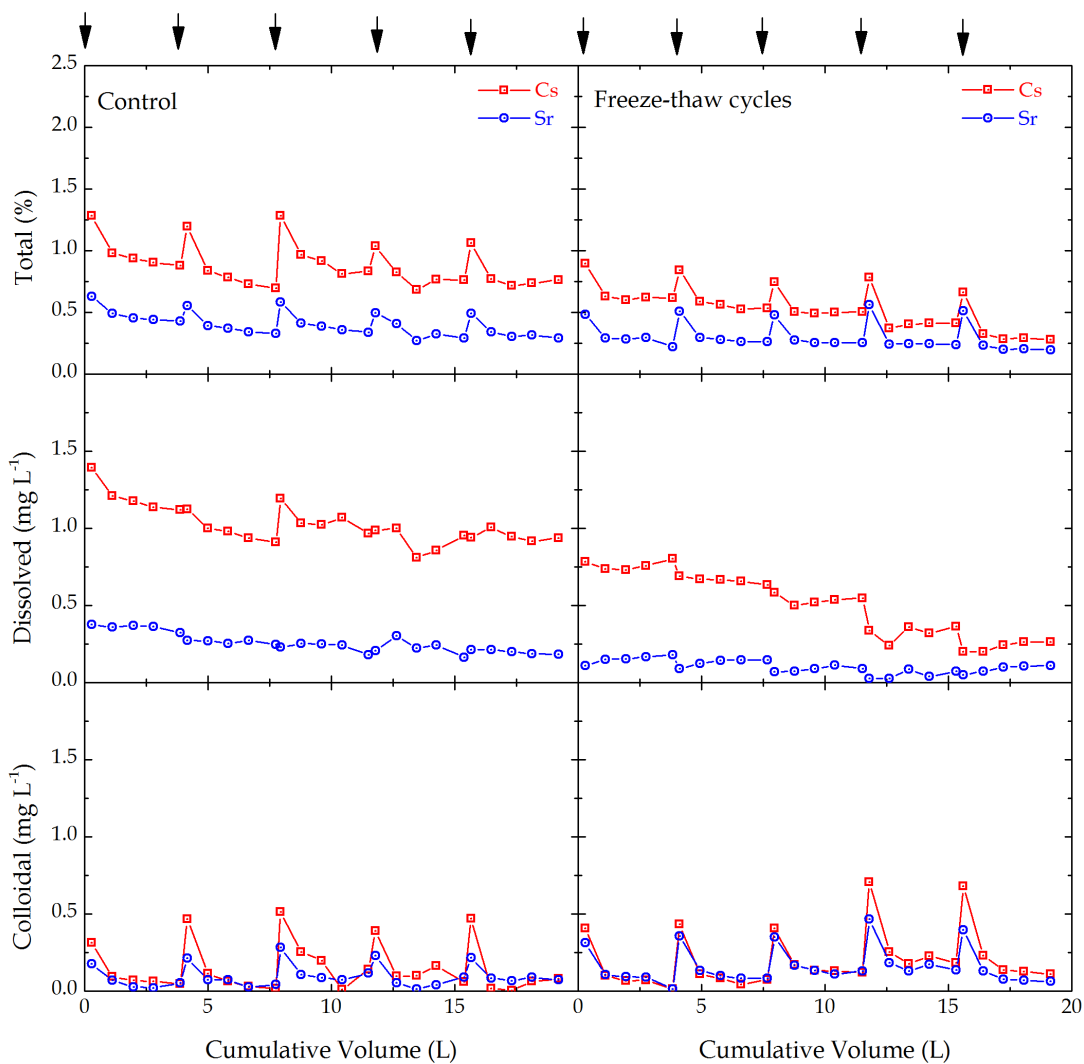 Control
Cs
Sr
Freeze-thaw cycles
Cs
Sr
Total (%)
2.5
2.0
1.5
1.0
0.5
0.0
Dissolved (mg L⁻¹)
1.5
1.0
0.5
0.0
Colloidal (mg L⁻¹)
1.5
1.0
0.5
0.0
0 5 10 15 0 5 10 15 20
Cumulative Volume (L) Cumulative Volume (L)